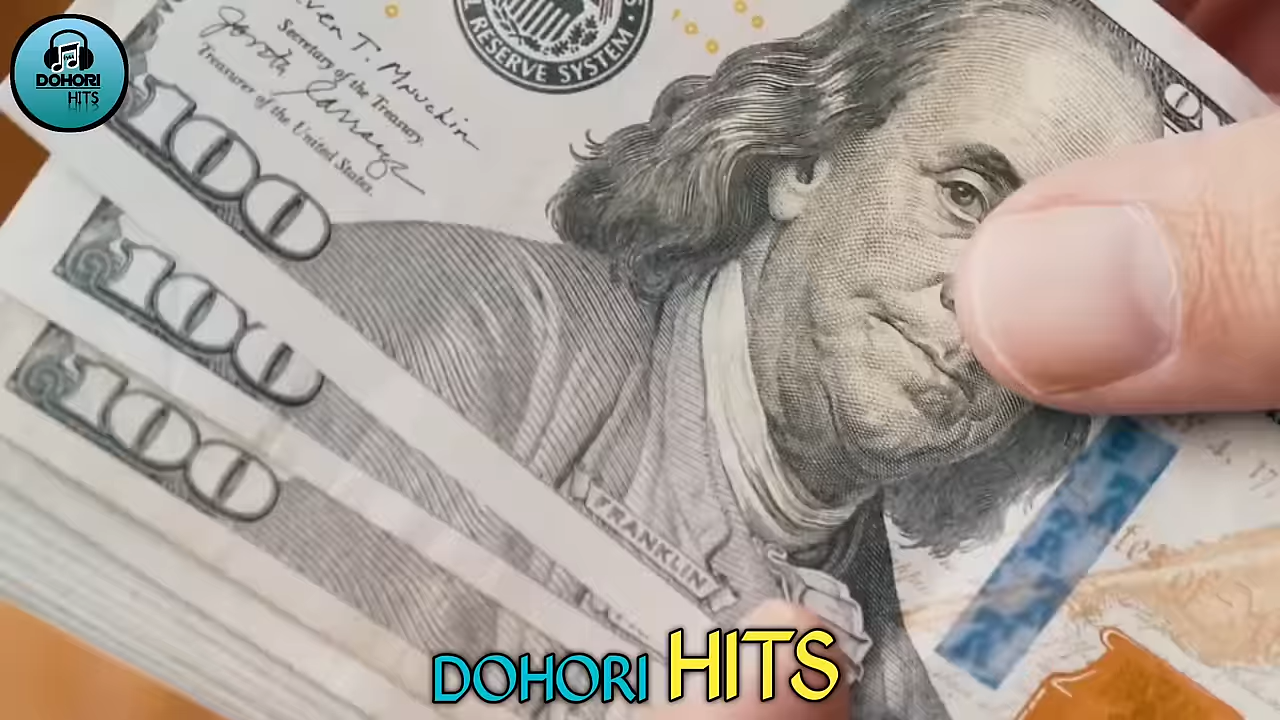 DOHORI
HITS
RESERVE SYSTEM
ven T. Mnuchin
Secretary of the Treasury.
Treasurer of the United States.
100
100
100
FRANKLIN
DOHORI HITS